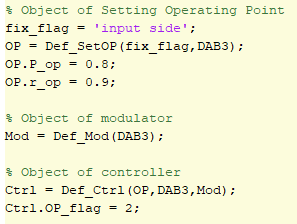 % Object of Setting Operating Point
fix_flag = 'input side';
OP = Def_SetOP(fix_flag,DAB3);
OP.P_op = 0.8;
OP.r_op = 0.9;
% Object of modulator
Mod = Def_Mod(DAB3);
% Object of controller
Ctrl = Def_Ctrl(OP,DAB3,Mod);
Ctrl.OP_flag = 2;